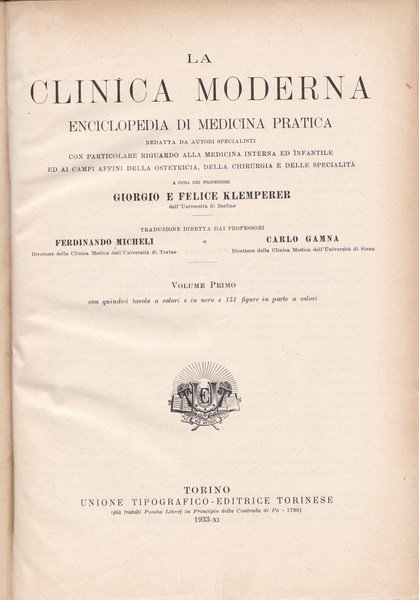 LA
CLINICA MODERNA
ENCICLOPEDIA DI MEDICINA PRATICA
REDATTA DA AUTORI SPECIALISTI
CON PARTICOLARE RIGUARDO ALLA MEDICINA INTERNA ED INFANTILE
ED AI CAMPI AFFINI DELLA OSTETRICIA, DELLA CHIRURGIA E DELLE SPECIALITÀ
A CURA DEI PROFESSORI
GIORGIO E FELICE KLEMPERER
dell'Università di Berlino
TRADUZIONE DIRETTA DAI PROFESSORI
FERDINANDO MICHELI e CARLO GAMNA
Direttore della Clinica Medica dell'Università di Torino Direttore della Clinica Medica dell'Università di Siena
VOLUME PRIMO
con quindici tavole a colori e in nero e 151 figure in parte a colori
TORINO
UNIONE TIPOGRAFICO-EDITRICE TORINESE
(già fratelli Pomba Libraj in Principio della Contrada di Pò - 1796)
1933-XI